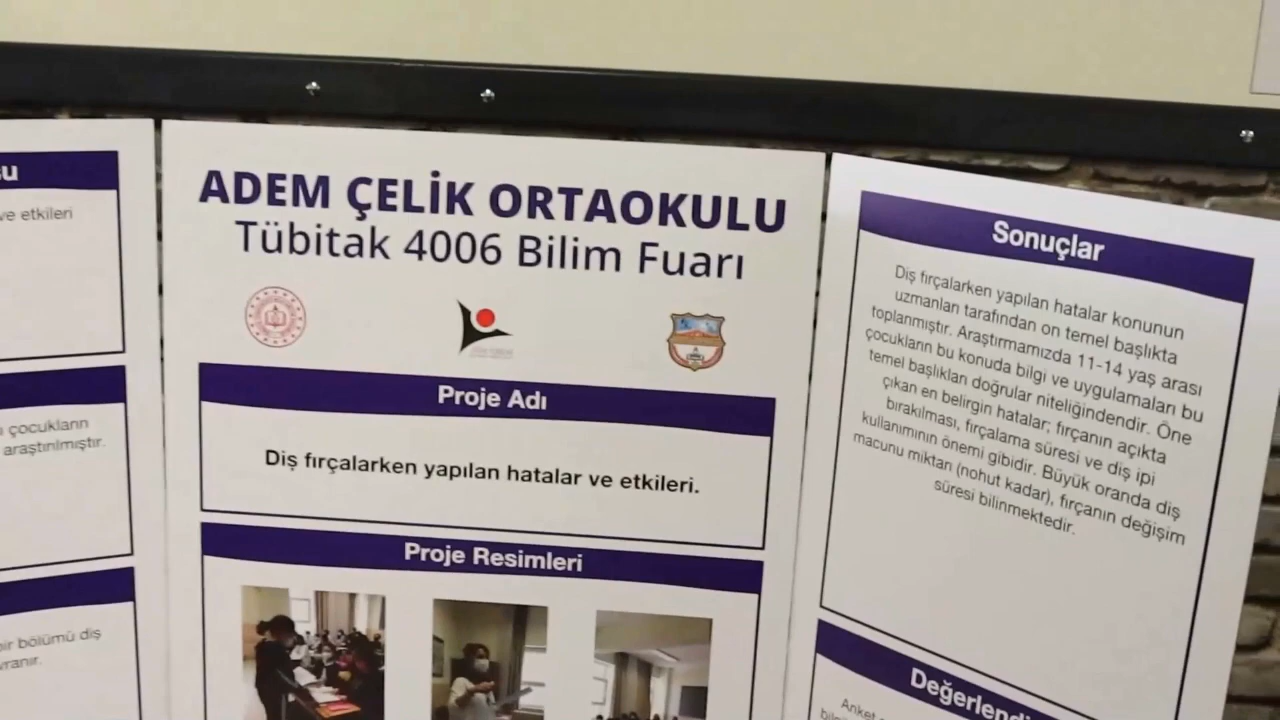 ve etkileri
çocukların
araştırılmıştır.
bir bölümü diş
ADEM ÇELİK ORTAOKULU
Tübitak 4006 Bilim Fuarı
Proje Adı
Diş fırçalarken yapılan hatalar ve etkileri.
Proje Resimleri
Sonuçlar
Diş fırçalarken yapılan hatalar konunun
uzmanları tarafından on temel başlıkta
toplanmıştır. Araştırmamızda 11-14 yaş arası
çocukların bu konuda bilgi ve uygulamaları bu
temel başlıkları doğrular niteliğindendir. Öne
çıkan en belirgin hatalar; fırçanın açıkta
bırakılması, fırçalama süresi ve diş ipi
kullanımının önemi gibidir. Büyük oranda diş
macunu miktarı (nohut kadar), fırçanın değişim
süresi bilinmektedir.
Değerlendi
Anket